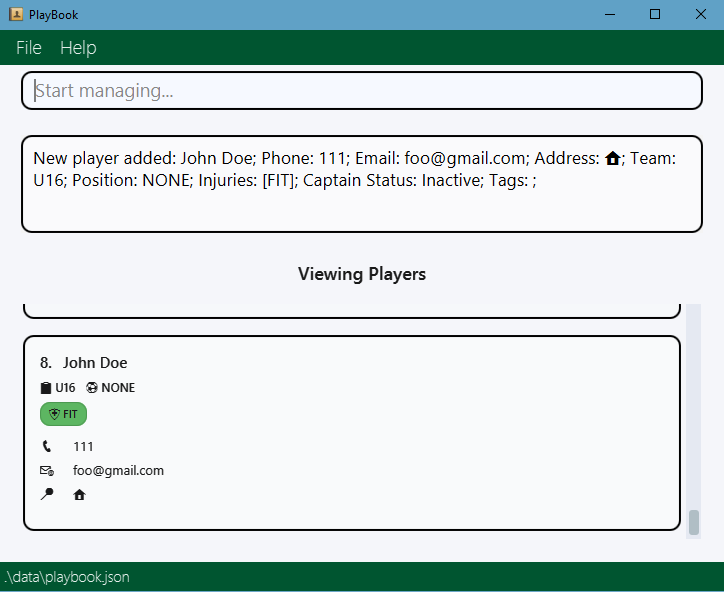 PlayBook
File Help
Start managing...
New player added: John Doe; Phone: 111; Email: foo@gmail.com; Address: 🏠; Team:
U16; Position: NONE; Injuries: [FIT]; Captain Status: Inactive; Tags: ;
Viewing Players
8. John Doe
U16 NONE
FIT
111
foo@gmail.com
🏠
.\data\playbook.json